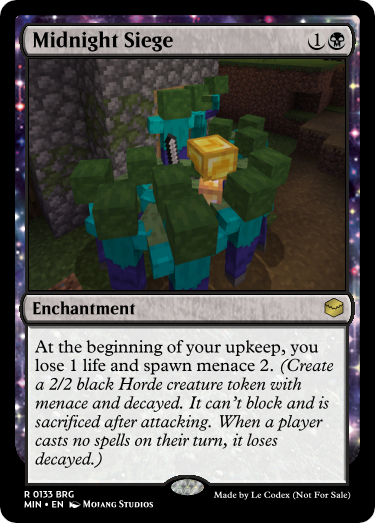 Midnight Siege 1
Enchantment
At the beginning of your upkeep, you
lose 1 life and spawn menace 2. (Create
a 2/2 black Horde creature token with
menace and decayed. It can't block and is
sacrificed after attacking. When a player
casts no spells on their turn, it loses
decayed.)
R 0133 BRG
MIN • EN Mojang Studios
Made by Le Codex (Not For Sale)